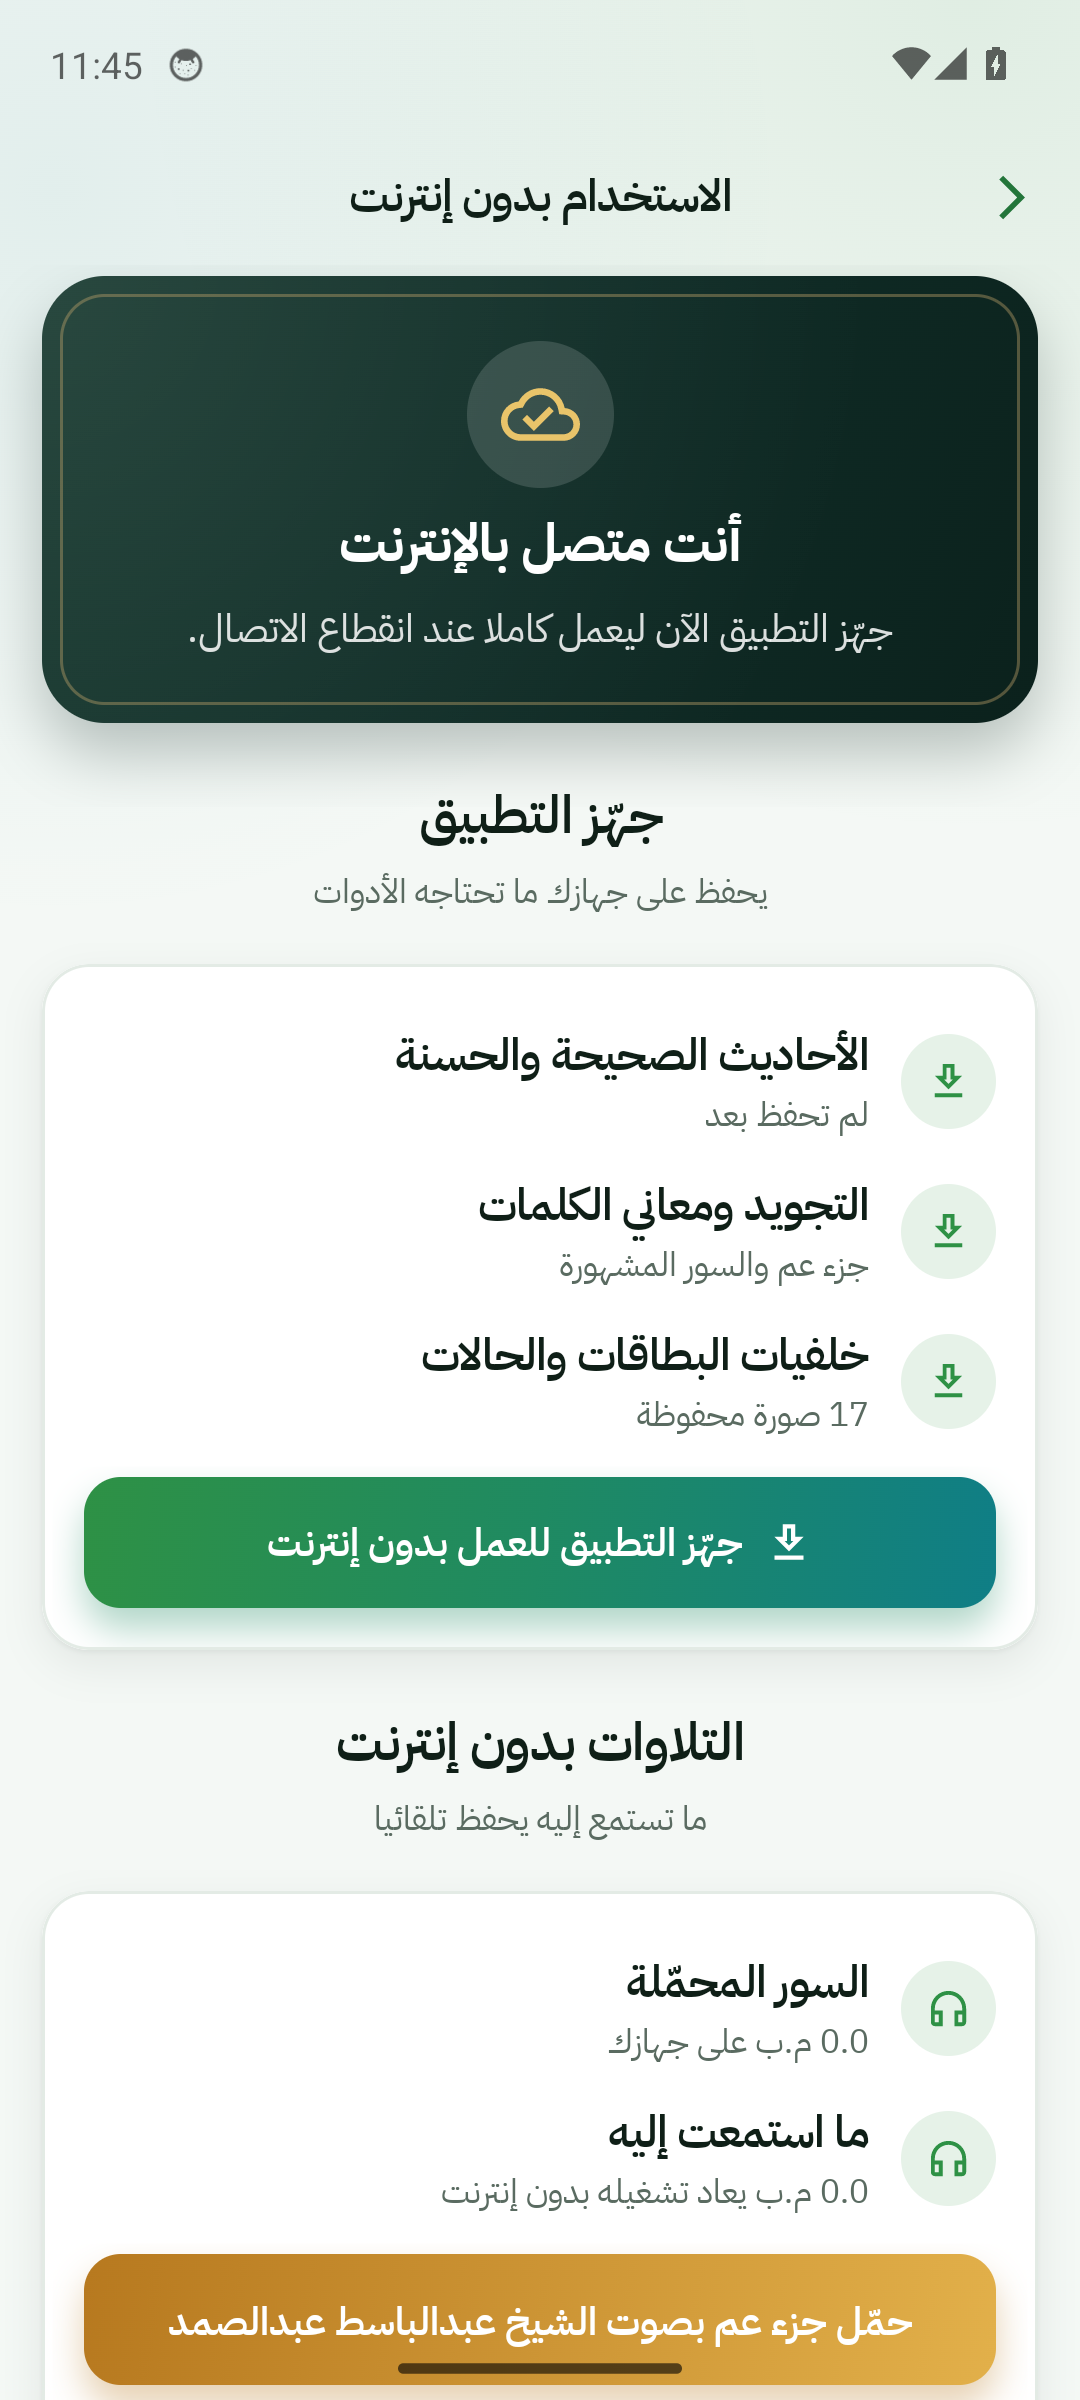 11:45
الاستخدام بدون إنترنت
أنت متصل بالإنترنت
جهّز التطبيق الآن ليعمل كاملا عند انقطاع الاتصال.
جهّز التطبيق
يحفظ على جهازك ما تحتاجه الأدوات
الأحاديث الصحيحة والحسنة
لم تحفظ بعد
التجويد ومعاني الكلمات
جزء عم والسور المشهورة
خلفيات البطاقات والحالات
17 صورة محفوظة
جهّز التطبيق للعمل بدون إنترنت
التلاوات بدون إنترنت
ما تستمع إليه يحفظ تلقائيا
السور المحمّلة
0.0 م.ب على جهازك
ما استمعت إليه
0.0 م.ب يعاد تشغيله بدون إنترنت
حمّل جزء عم بصوت الشيخ عبدالباسط عبدالصمد